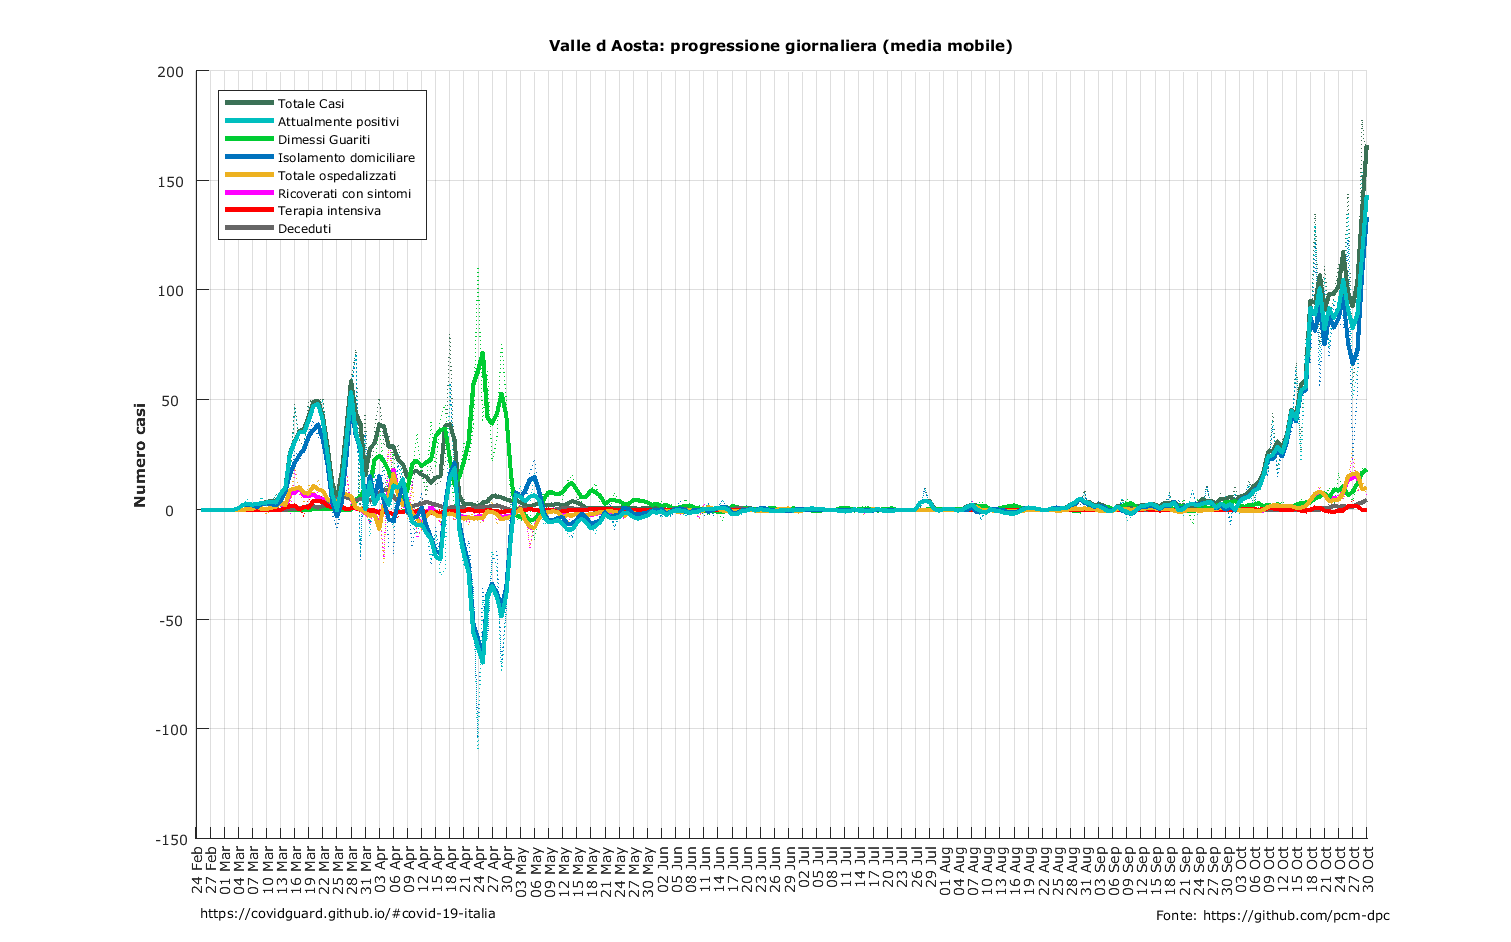 Valle d Aosta: progressione giornaliera (media mobile)
200
150
100
50
0
-50
-100
-150
Numero casi
Totale Casi
Attualmente positivi
Dimessi Guariti
Isolamento domiciliare
Totale ospedalizzati
Ricoverati con sintomi
Terapia intensiva
Deceduti
24 Feb
27 Feb
01 Mar
04 Mar
07 Mar
10 Mar
13 Mar
16 Mar
19 Mar
22 Mar
25 Mar
28 Mar
31 Mar
03 Apr
06 Apr
09 Apr
12 Apr
15 Apr
18 Apr
21 Apr
24 Apr
27 Apr
30 Apr
03 May
06 May
09 May
12 May
15 May
18 May
21 May
24 May
27 May
30 May
02 Jun
05 Jun
08 Jun
11 Jun
14 Jun
17 Jun
20 Jun
23 Jun
26 Jun
29 Jun
02 Jul
05 Jul
08 Jul
11 Jul
14 Jul
17 Jul
20 Jul
23 Jul
26 Jul
29 Jul
01 Aug
04 Aug
07 Aug
10 Aug
13 Aug
16 Aug
19 Aug
22 Aug
25 Aug
28 Aug
31 Aug
03 Sep
06 Sep
09 Sep
12 Sep
15 Sep
18 Sep
21 Sep
24 Sep
27 Sep
30 Sep
03 Oct
06 Oct
09 Oct
12 Oct
15 Oct
18 Oct
21 Oct
24 Oct
27 Oct
30 Oct
https://covidguard.github.io/#covid-19-italia
Fonte: https://github.com/pcm-dpc